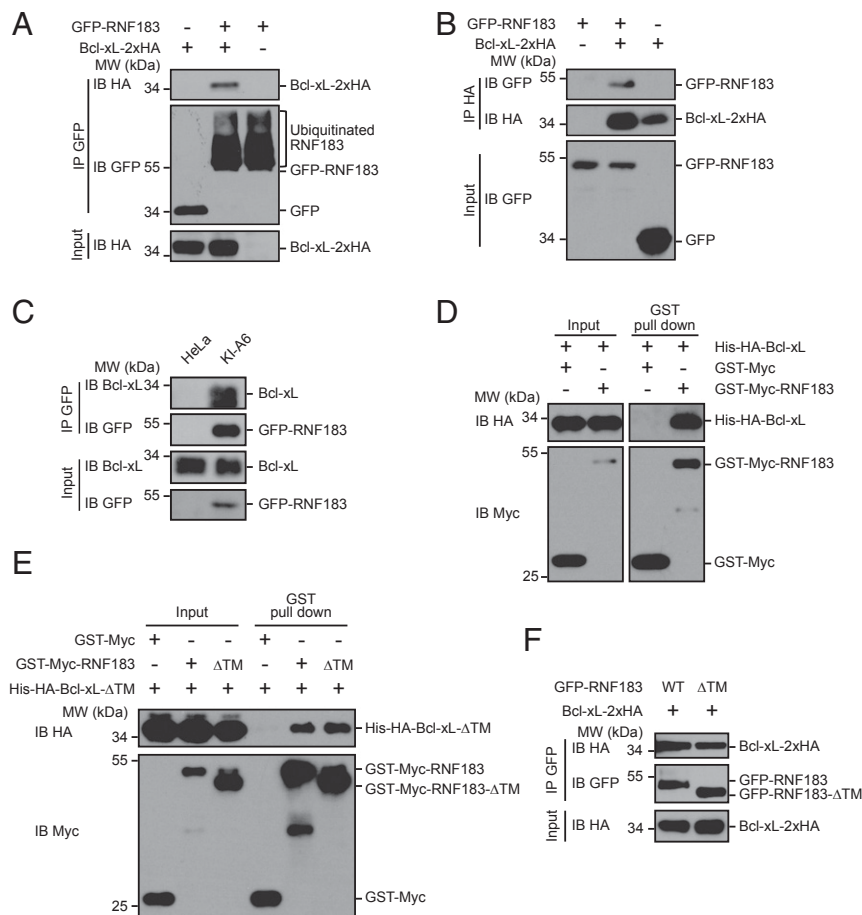 A
GFP-RNF183 - + +
Bcl-xL-2xHA + + -
MW (kDa)
IP GFP
IB HA 34 Bcl-xL-2xHA
Ubiquitinated
RNF183
IB GFP 55 GFP-RNF183
34 GFP
Input
IB HA 34 Bcl-xL-2xHA
B
GFP-RNF183 + + -
Bcl-xL-2xHA - + +
MW (kDa)
IP HA
55
IB GFP GFP-RNF183
IB HA 34 Bcl-xL-2xHA
Input
55
GFP-RNF183
IB GFP
34 GFP
C
HeLa KI-A6
MW (kDa)
IP GFP
IB Bcl-xL 34 Bcl-xL
IB GFP 55 GFP-RNF183
Input
IB Bcl-xL 34 Bcl-xL
IB GFP 55 GFP-RNF183
D
Input GST
pull down
+ + + + His-HA-Bcl-xL
+ - + - GST-Myc
- + - + GST-Myc-RNF183
MW (kDa)
IB HA 34 His-HA-Bcl-xL
55
GST-Myc-RNF183
IB Myc
GST-Myc
25
E
Input GST
pull down
GST-Myc + - - + - -
GST-Myc-RNF183 - + ΔTM - + ΔTM
His-HA-Bcl-xL-ΔTM + + + + + +
MW (kDa)
IB HA 34 His-HA-Bcl-xL-ΔTM
55
GST-Myc-RNF183
GST-Myc-RNF183-ΔTM
IB Myc
25 GST-Myc
F
GFP-RNF183 WT ΔTM
Bcl-xL-2xHA + +
MW (kDa)
IP GFP
IB HA 34 Bcl-xL-2xHA
IB GFP 55 GFP-RNF183
GFP-RNF183-ΔTM
Input
IB HA 34 Bcl-xL-2xHA